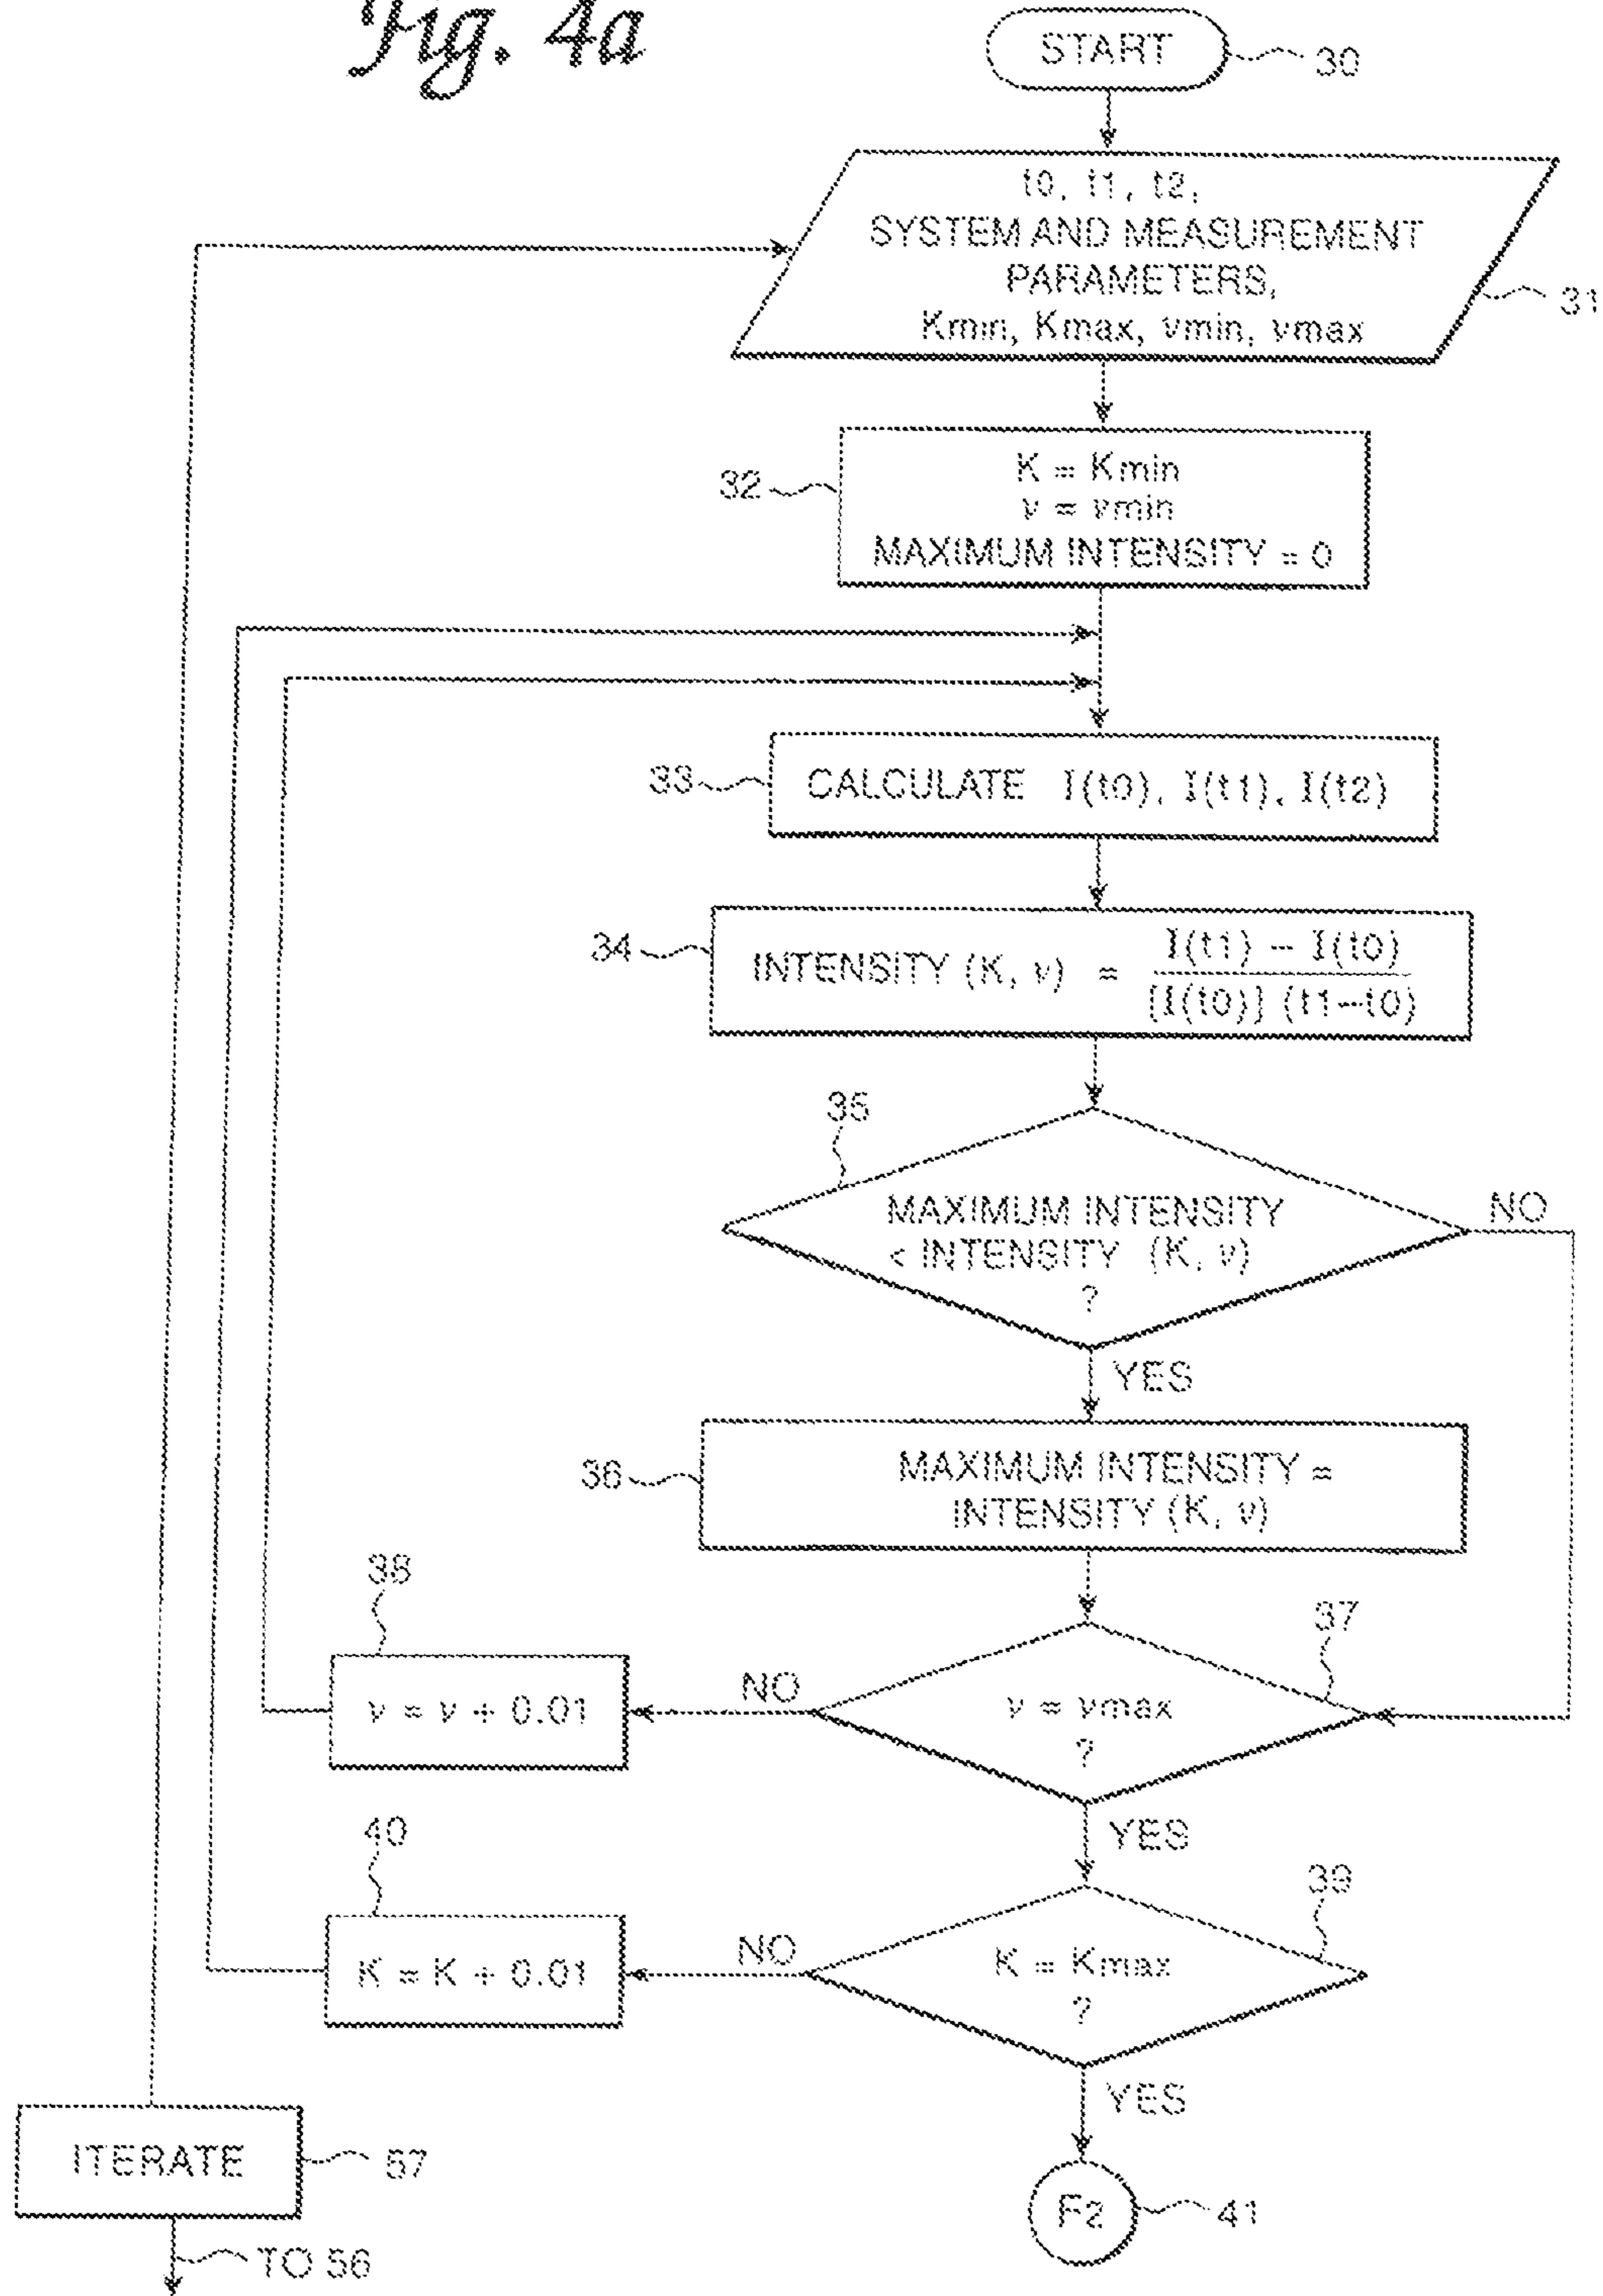 Fig. 4a
START
30
t0, t1, t2,
SYSTEM AND MEASUREMENT
PARAMETERS,
Kmin, Kmax, νmin, νmax
31
32
K = Kmin
ν = νmin
MAXIMUM INTENSITY = 0
33
CALCULATE I(t0), I(t1), I(t2)
34
INTENSITY (K, ν) =
I(t1) – I(t0)
[I(t0)] (t1–t0)
35
MAXIMUM INTENSITY
< INTENSITY (K, ν)
?
NO
YES
36
MAXIMUM INTENSITY =
INTENSITY (K, ν)
38
ν = ν + 0.01
NO
37
ν = νmax
?
YES
40
K = K + 0.01
NO
39
K = Kmax
?
YES
ITERATE
57
F2
41
TO 56